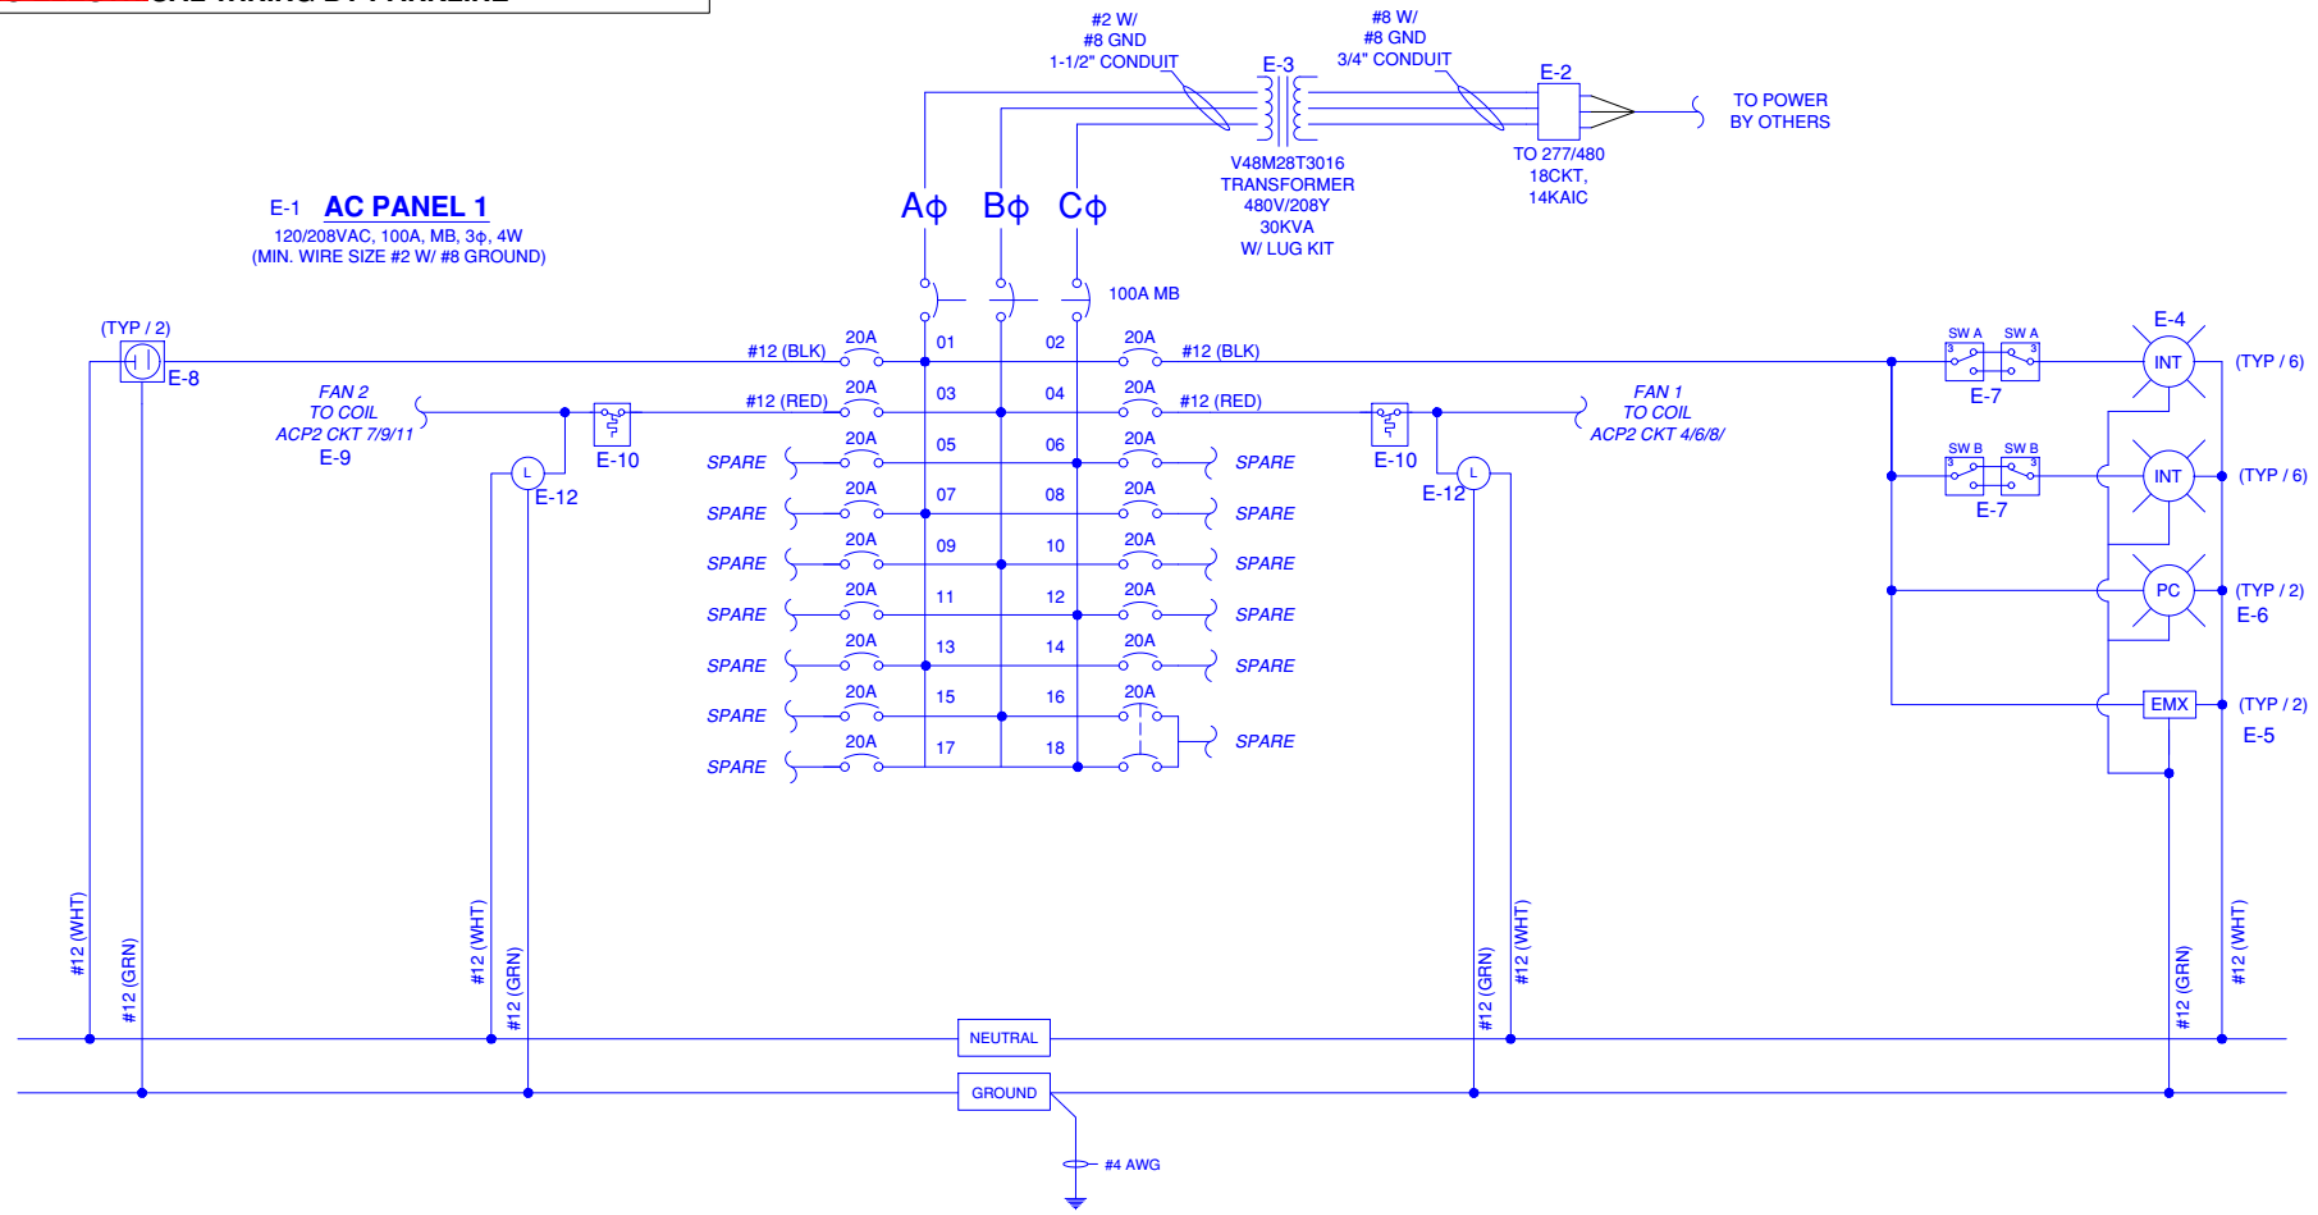 #2 W/
#8 GND
1-1/2" CONDUIT
#8 W/
#8 GND
3/4" CONDUIT
E-3
E-2
TO POWER
BY OTHERS
V48M28T3016
TRANSFORMER
480V/208Y
30KVA
W/ LUG KIT
TO 277/480
18CKT,
14KAIC
E-1 AC PANEL 1
120/208VAC, 100A, MB, 3ϕ, 4W
(MIN. WIRE SIZE #2 W/ #8 GROUND)
Aϕ Bϕ Cϕ
100A MB
(TYP / 2)
E-8
#12 (BLK) 20A 01 02 20A #12 (BLK)
SW A SW A
3 3
E-7
E-4
INT
(TYP / 6)
FAN 2
TO COIL
ACP2 CKT 7/9/11
E-9
E-10
#12 (RED) 20A 03 04 20A #12 (RED)
E-10
FAN 1
TO COIL
ACP2 CKT 4/6/8/
L
E-12
SPARE 20A 05 06 20A SPARE
L
E-12
SW B SW B
3 3
E-7
INT
(TYP / 6)
SPARE 20A 07 08 20A SPARE
SPARE 20A 09 10 20A SPARE
SPARE 20A 11 12 20A SPARE
PC
(TYP / 2)
E-6
SPARE 20A 13 14 20A SPARE
SPARE 20A 15 16 20A
SPARE 20A 17 18 SPARE
EMX
(TYP / 2)
E-5
#12 (WHT)
#12 (GRN)
#12 (WHT)
#12 (GRN)
#12 (GRN)
#12 (WHT)
#12 (GRN)
#12 (WHT)
NEUTRAL
GROUND
#4 AWG